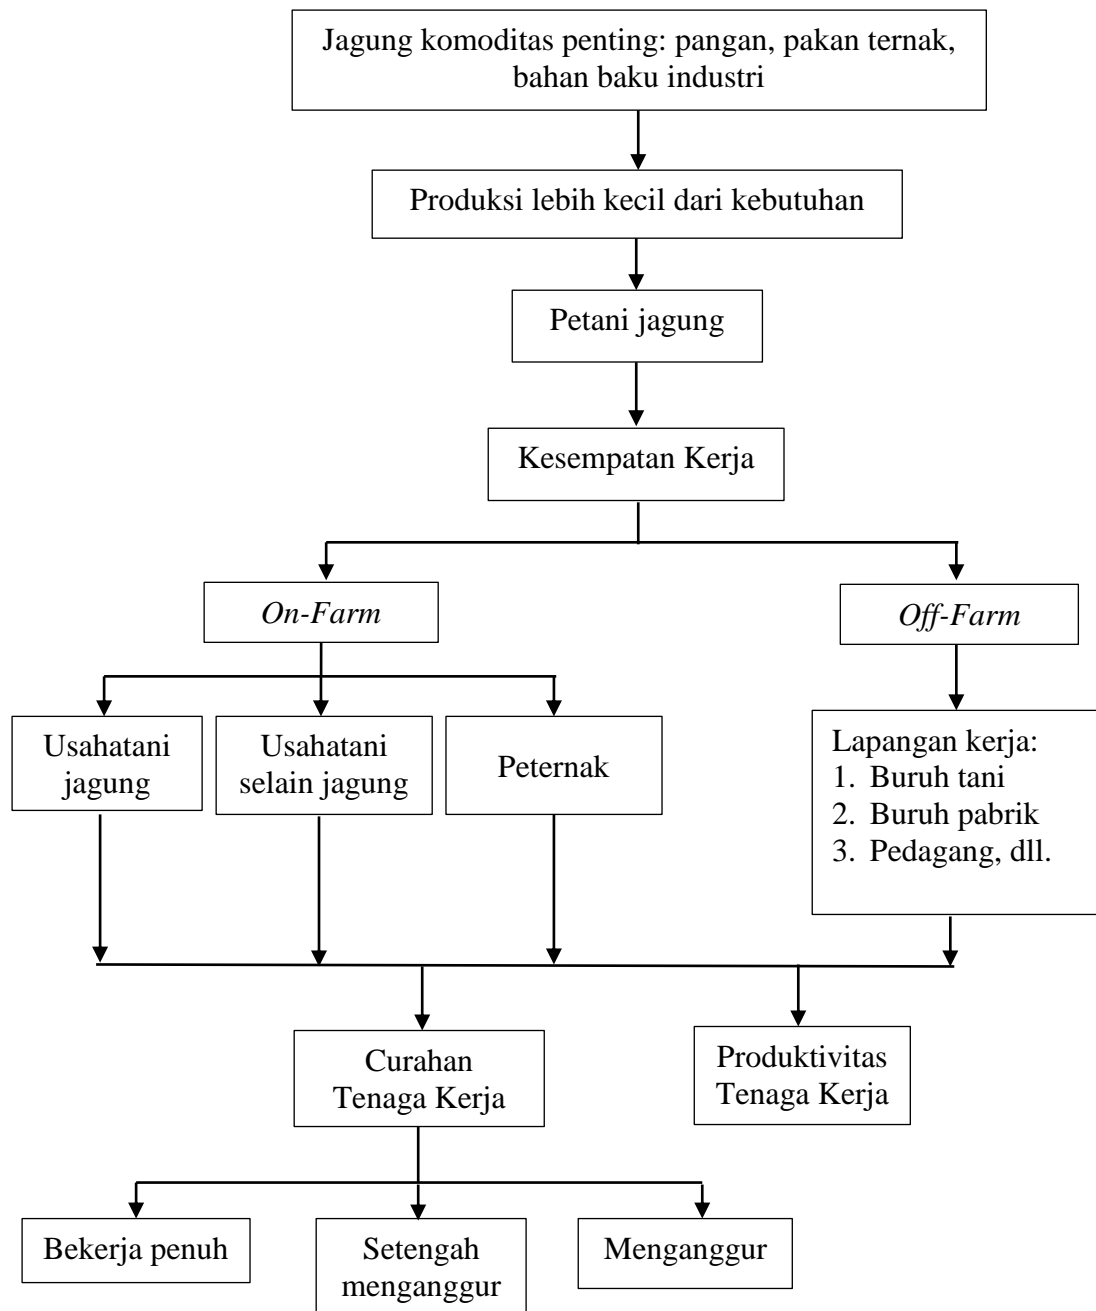 Jagung komoditas penting: pangan, pakan ternak,
bahan baku industri
Produksi lebih kecil dari kebutuhan
Petani jagung
Kesempatan Kerja
On-Farm
Off-Farm
Usahatani
jagung
Usahatani
selain jagung
Peternak
Lapangan kerja:
1. Buruh tani
2. Buruh pabrik
3. Pedagang, dll.
Curahan
Tenaga Kerja
Produktivitas
Tenaga Kerja
Bekerja penuh
Setengah
menganggur
Menganggur